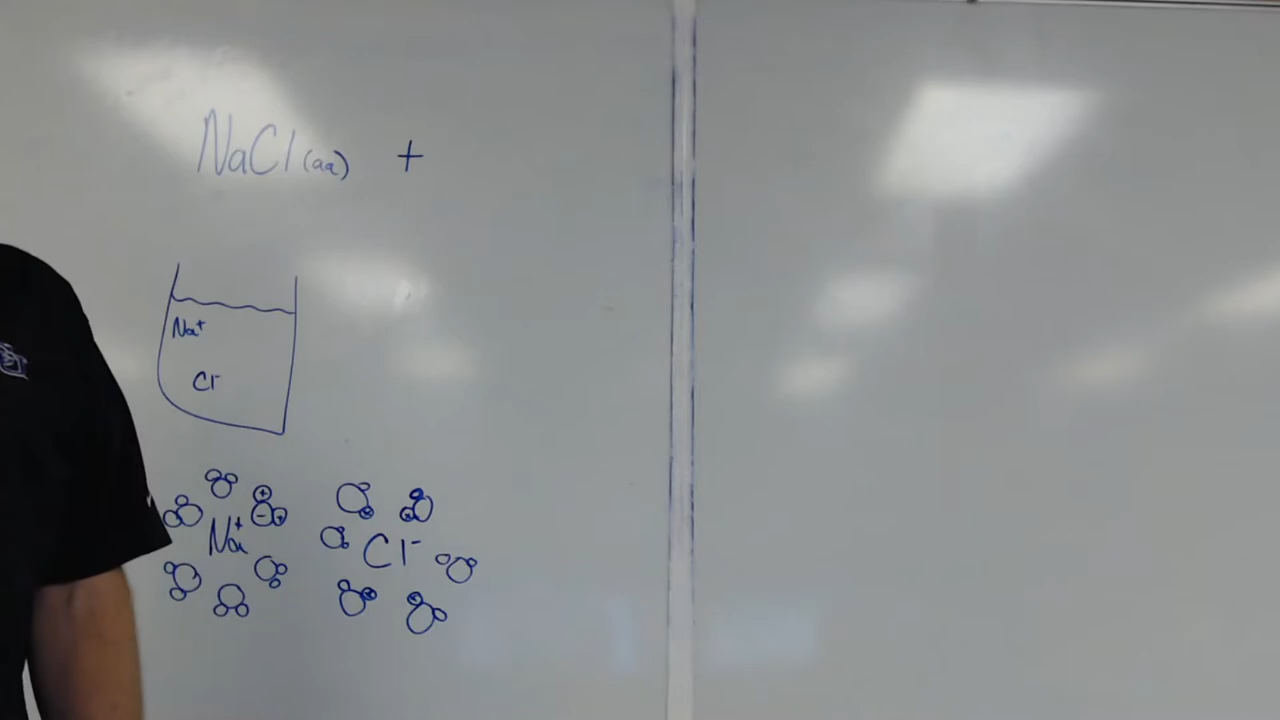 NaCl(aq) +
Na+
Cl-
+
- +
Na+
Cl-